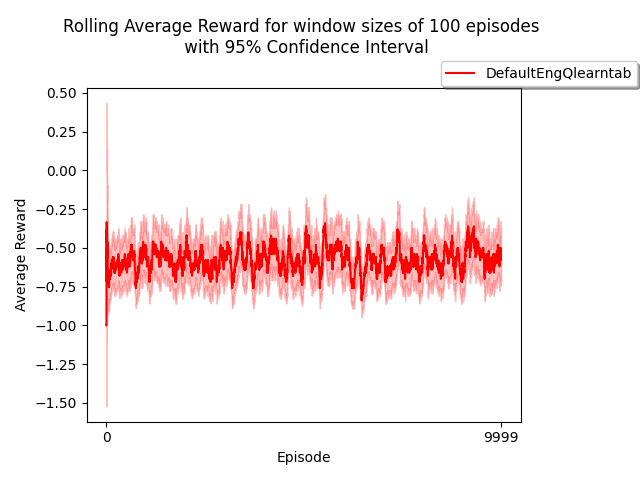 Rolling Average Reward for window sizes of 100 episodes
with 95% Confidence Interval
DefaultEngQlearntab
0.50
0.25
0.00
−0.25
−0.50
−0.75
−1.00
−1.25
−1.50
Average Reward
0 9999
Episode